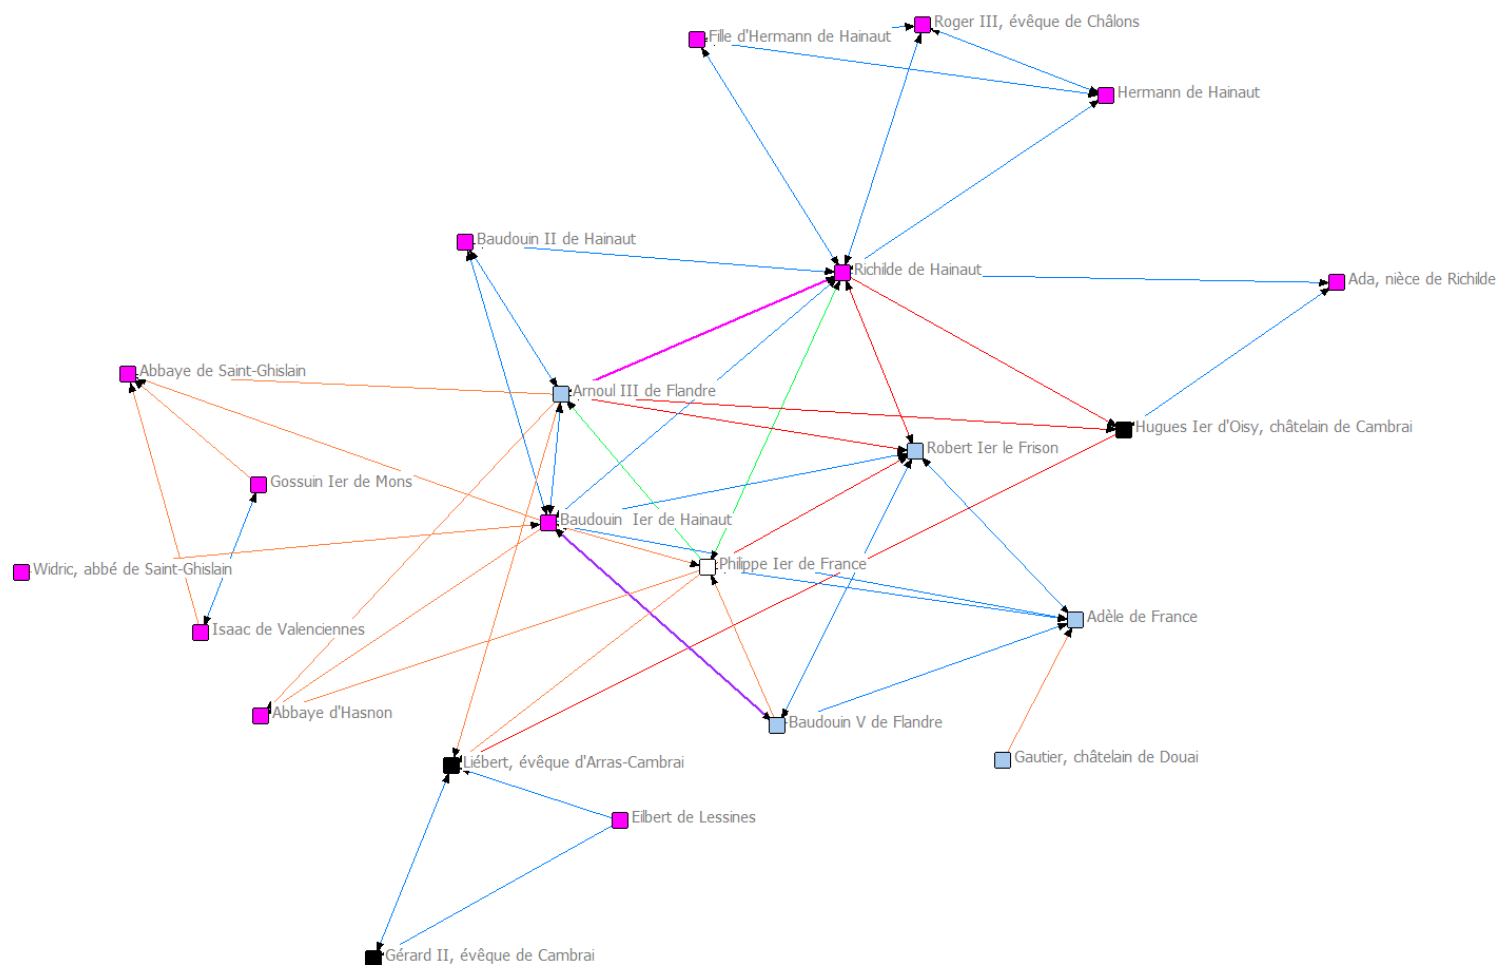 Roger III, évêque de Châlons
Fille d'Hermann de Hainaut
Hermann de Hainaut
Baudouin II de Hainaut
Richilde de Hainaut
Ada, nièce de Richilde
Abbaye de Saint-Ghislain
Arnoul III de Flandre
Hugues Ier d'Oisy, châtelain de Cambrai
Robert Ier le Frison
Gossuin Ier de Mons
Baudouin Ier de Hainaut
Philippe Ier de France
Widric, abbé de Saint-Ghislain
Adèle de France
Isaac de Valenciennes
Abbaye d'Hasnon
Baudouin V de Flandre
Gautier, châtelain de Douai
Liébert, évêque d'Arras-Cambrai
Eilbert de Lessines
Gérard II, évêque de Cambrai